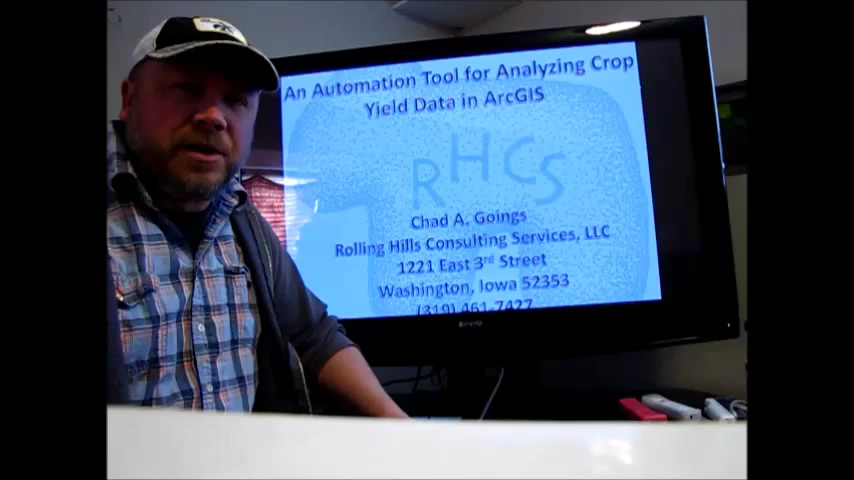 An Automation Tool for Analyzing Crop
Yield Data in ArcGIS
RHCS
Chad A. Goings
Rolling Hills Consulting Services, LLC
1221 East 3rd Street
Washington, Iowa 52353
(319) 461-7427